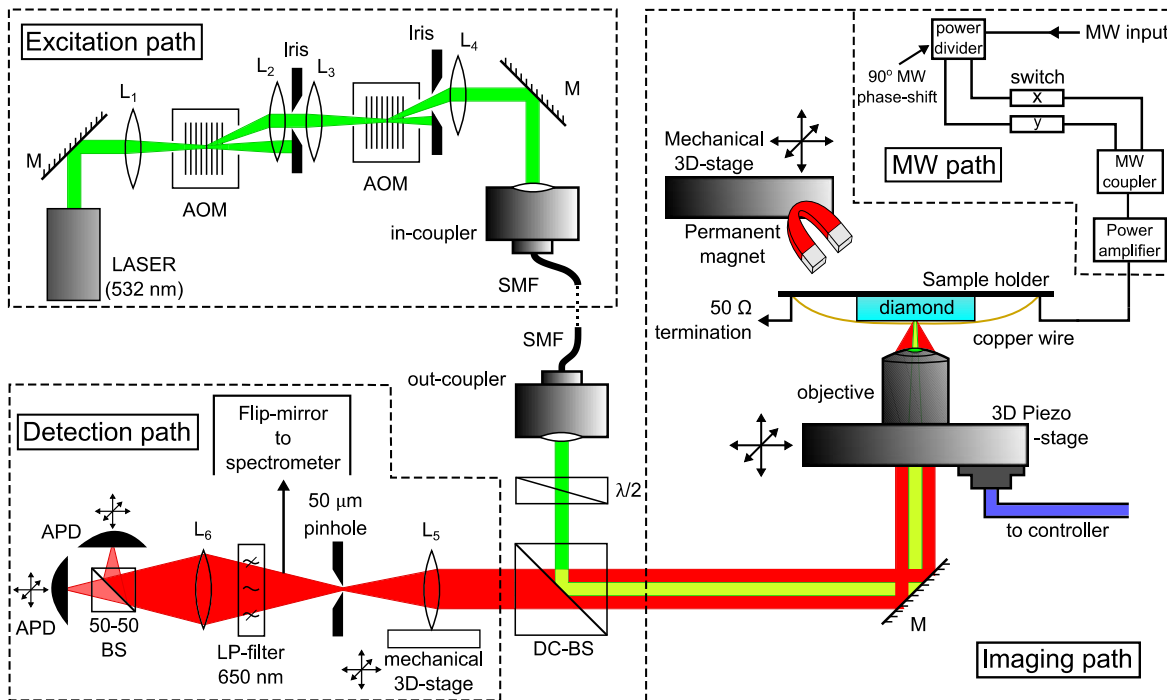 Excitation path
Iris
Iris
L1
L2
L3
L4
M
M
AOM
AOM
LASER
(532 nm)
in-coupler
SMF
SMF
out-coupler
λ/2
DC-BS
Detection path
Flip-mirror
to
spectrometer
50 μm
pinhole
APD
APD
L6
L5
50-50
BS
LP-filter
650 nm
mechanical
3D-stage
power
divider
MW input
90° MW
phase-shift
switch
x
y
MW path
MW
coupler
Power
amplifier
Mechanical
3D-stage
Permanent
magnet
Sample holder
diamond
50 Ω
termination
copper wire
objective
3D Piezo
-stage
to controller
M
Imaging path